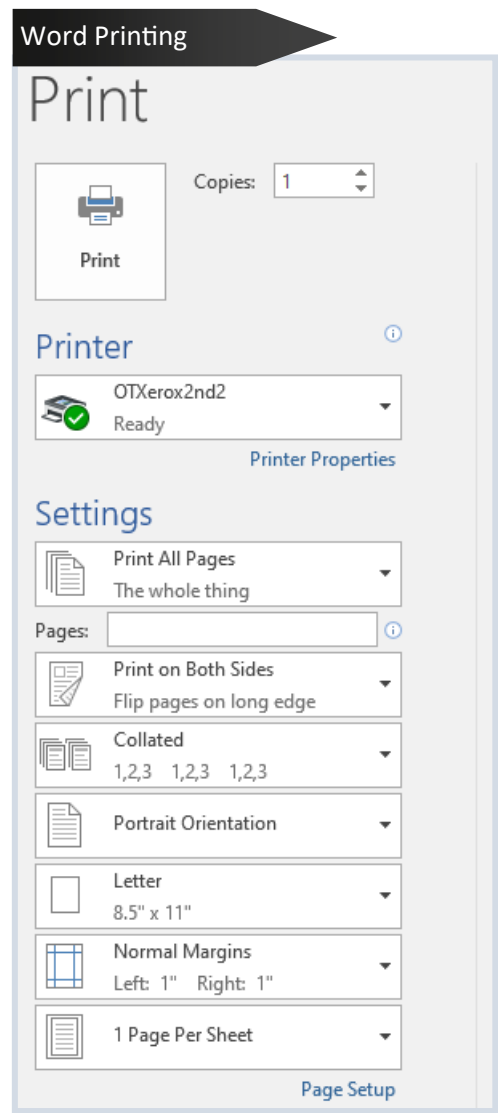 Word Printing
Print
Copies: 1
Print
Printer
OTXerox2nd2
Ready
Printer Properties
Settings
Print All Pages
The whole thing
Pages:
Print on Both Sides
Flip pages on long edge
Collated
1,2,3 1,2,3 1,2,3
Portrait Orientation
Letter
8.5" x 11"
Normal Margins
Left: 1" Right: 1"
1 Page Per Sheet
Page Setup